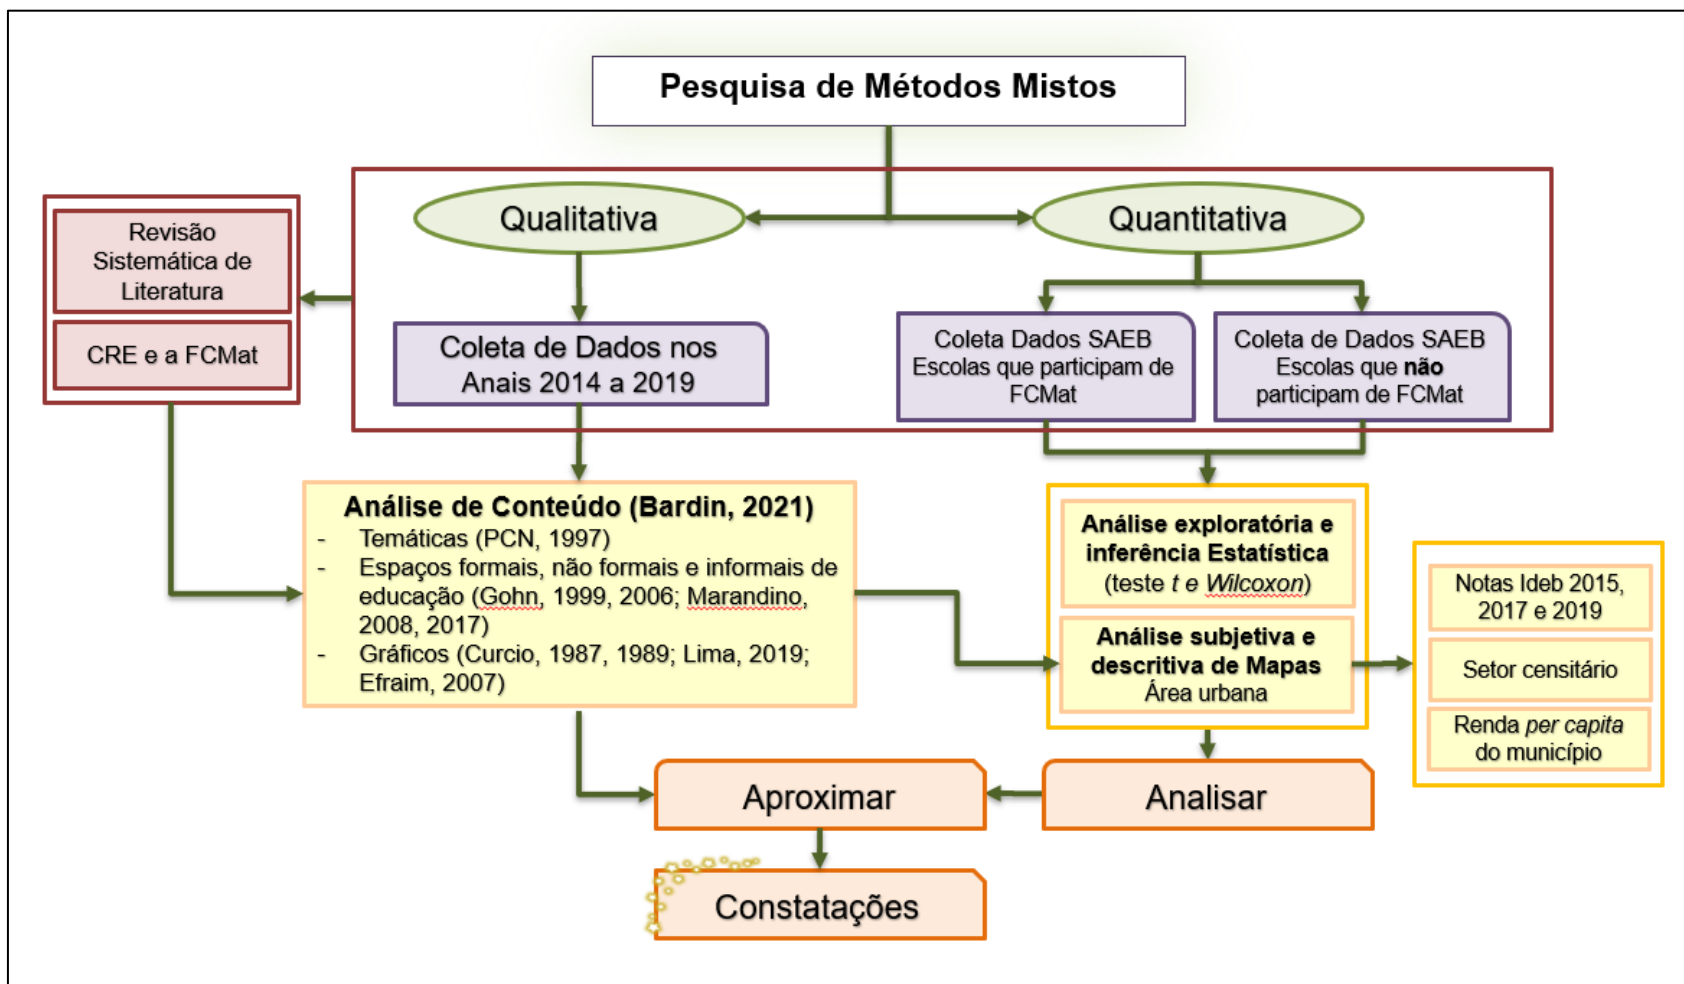 Pesquisa de Métodos Mistos
Qualitativa
Quantitativa
Revisão
Sistemática de
Literatura
CRE e a FCMat
Coleta de Dados nos
Anais 2014 a 2019
Coleta Dados SAEB
Escolas que participam de
FCMat
Coleta de Dados SAEB
Escolas que não
participam de FCMat
Análise de Conteúdo (Bardin, 2021)
- Temáticas (PCN, 1997)
- Espaços formais, não formais e informais de
educação (Gohn, 1999, 2006; Marandino,
2008, 2017)
- Gráficos (Curcio, 1987, 1989; Lima, 2019;
Efraim, 2007)
Análise exploratória e
inferência Estatística
(teste t e Wilcoxon)
Análise subjetiva e
descritiva de Mapas
Área urbana
Notas Ideb 2015,
2017 e 2019
Setor censitário
Renda per capita
do município
Aproximar
Analisar
Constatações